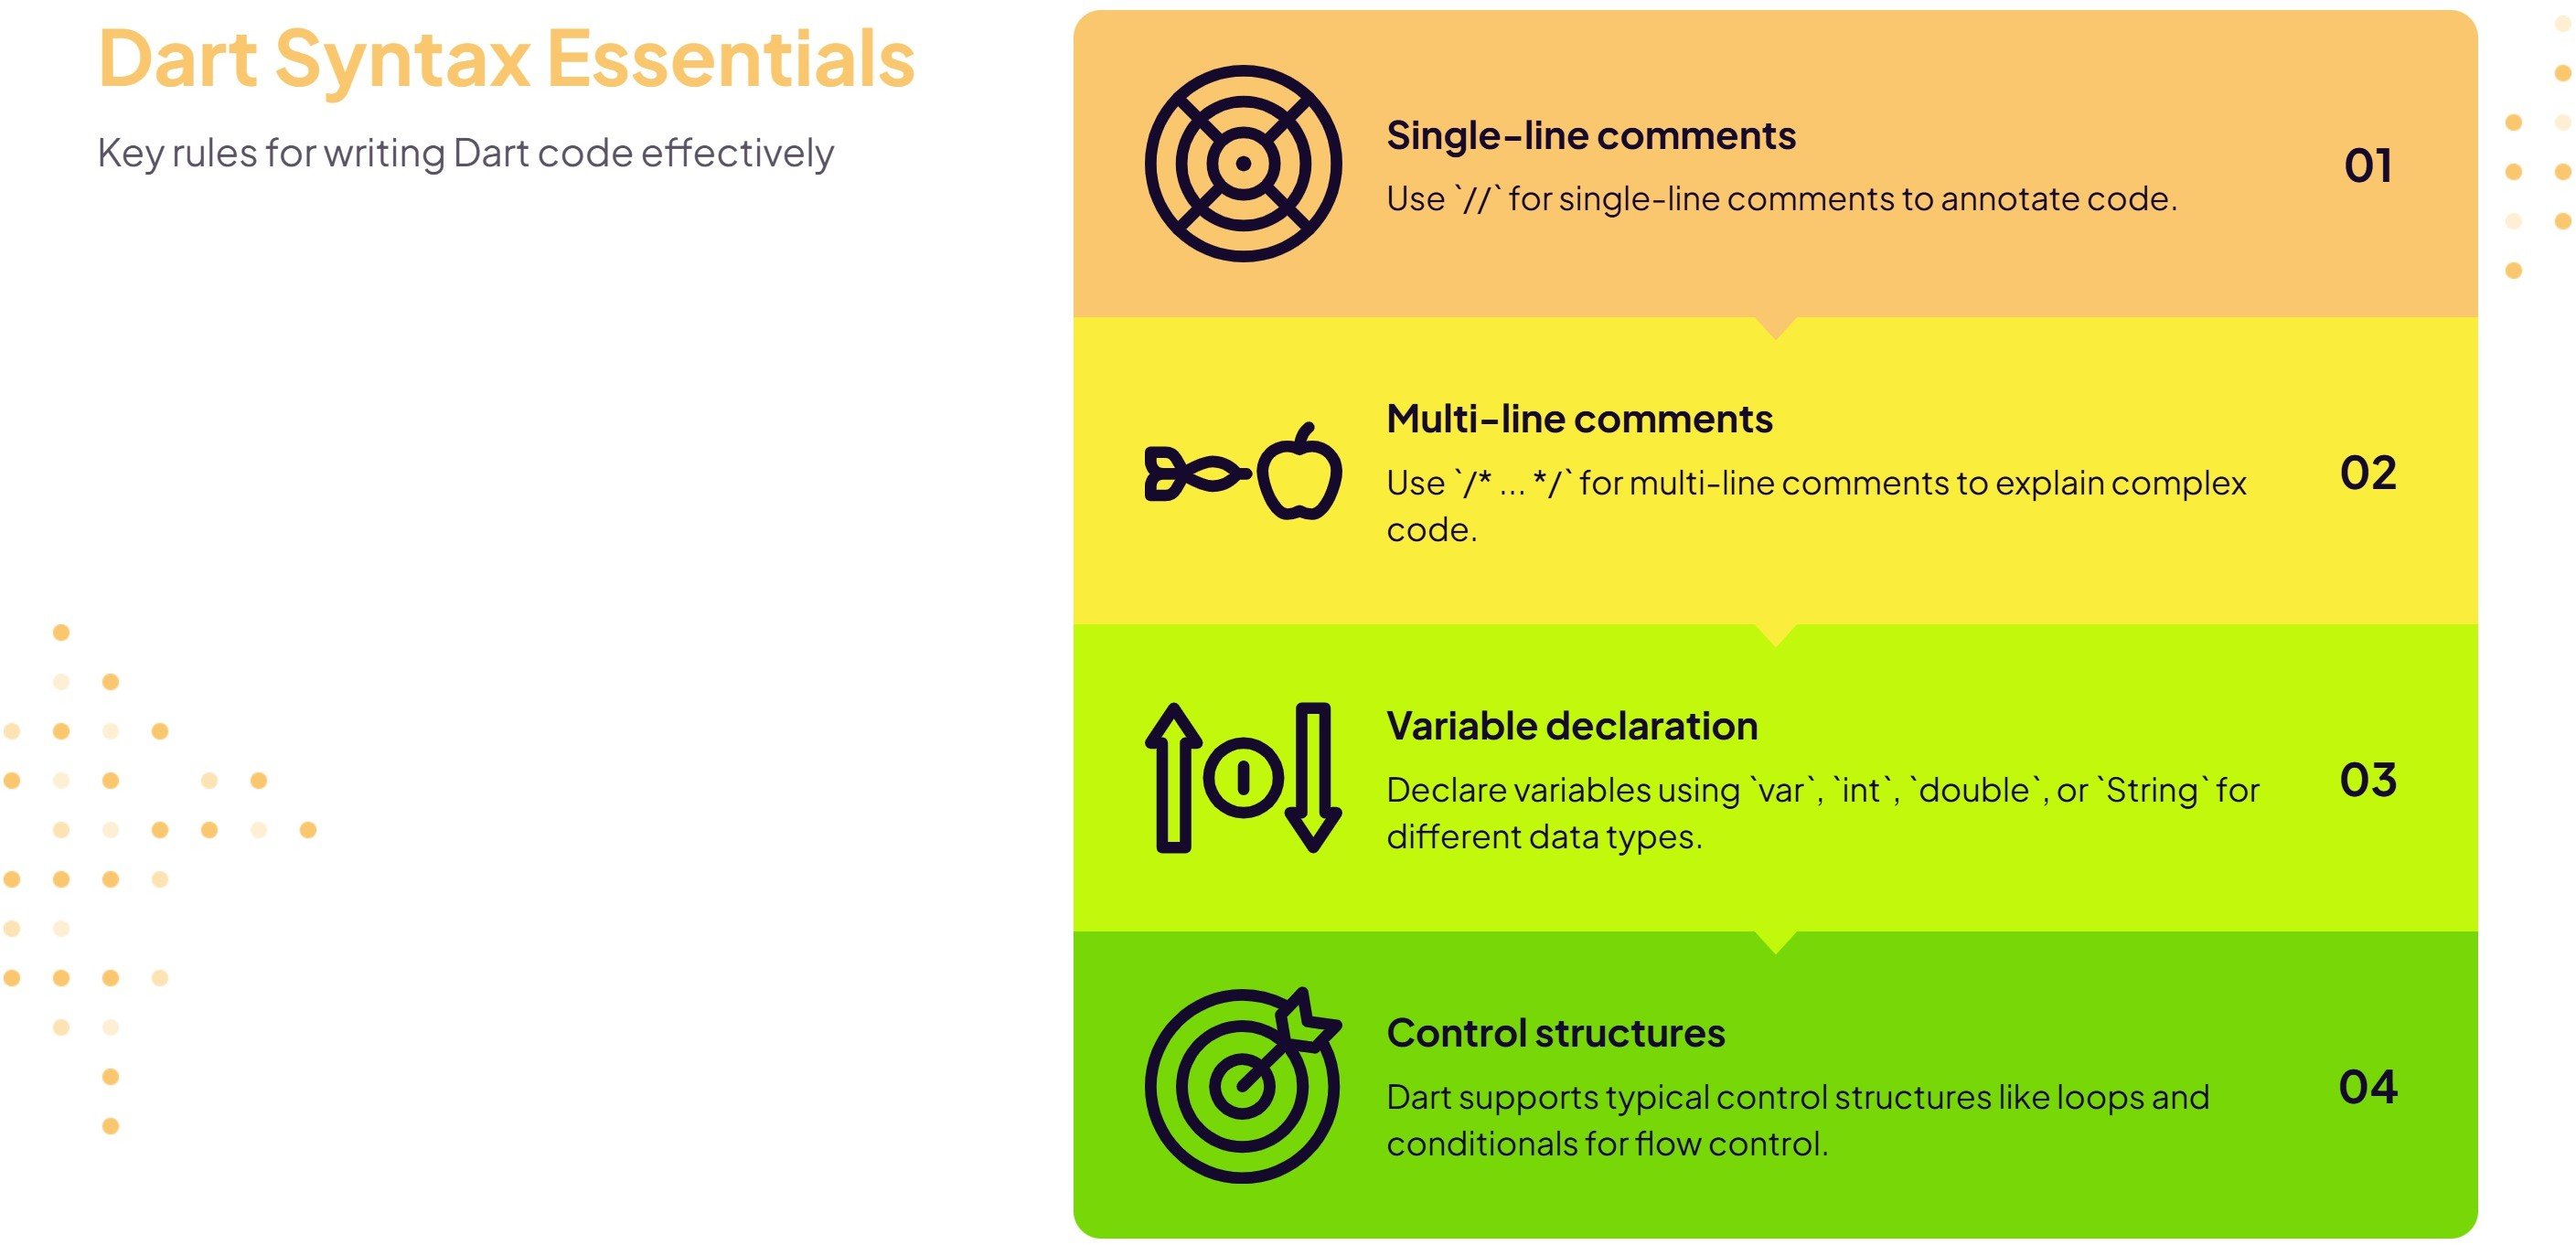 Dart Syntax Essentials
Key rules for writing Dart code effectively
Single-line comments
Use `//` for single-line comments to annotate code.
01
Multi-line comments
Use `/* ... */` for multi-line comments to explain complex
code.
02
Variable declaration
Declare variables using `var`, `int`, `double`, or `String` for
different data types.
03
Control structures
Dart supports typical control structures like loops and
conditionals for flow control.
04